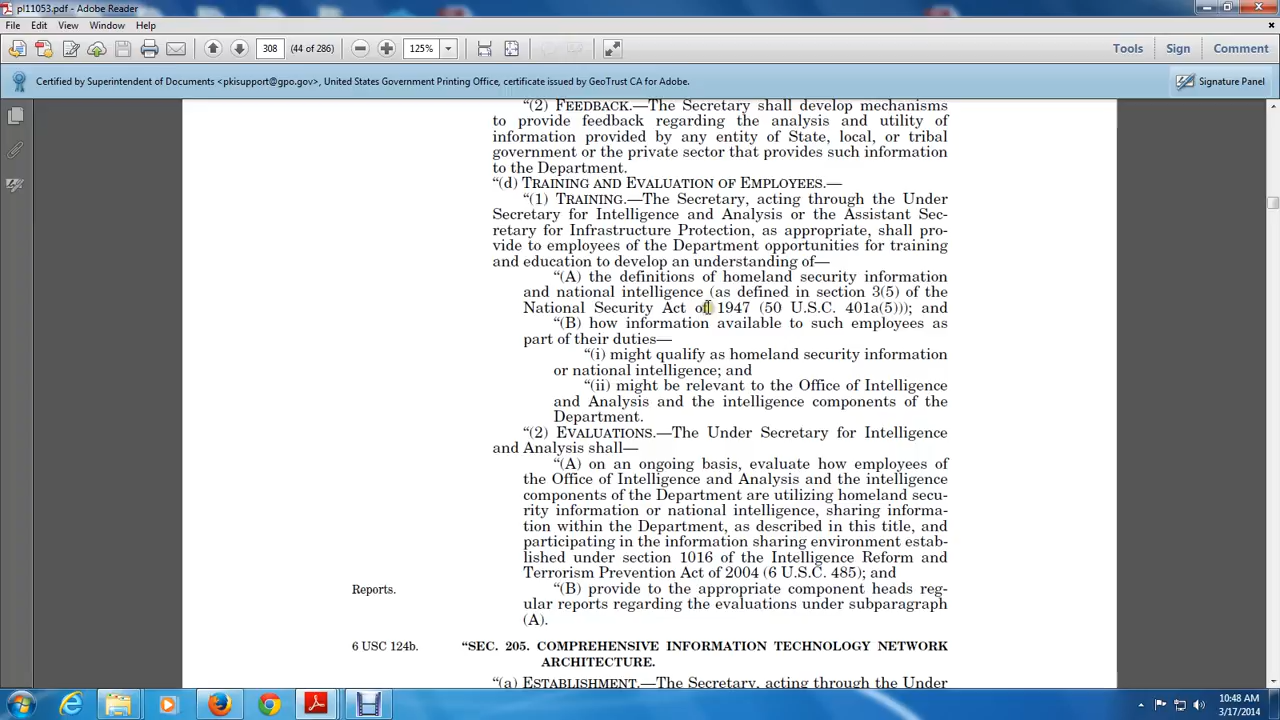 pl11053.pdf - Adobe Reader
File Edit View Window Help
308 (44 of 286) 125% Tools Sign Comment
Certified by Superintendent of Documents <pkisupport@gpo.gov>, United States Government Printing Office, certificate issued by GeoTrust CA for Adobe. Signature Panel
“(2) FEEDBACK.—The Secretary shall develop mechanisms
to provide feedback regarding the analysis and utility of
information provided by any entity of State, local, or tribal
government or the private sector that provides such information
to the Department.
“(d) TRAINING AND EVALUATION OF EMPLOYEES.—
“(1) TRAINING.—The Secretary, acting through the Under
Secretary for Intelligence and Analysis or the Assistant Sec-
retary for Infrastructure Protection, as appropriate, shall pro-
vide to employees of the Department opportunities for training
and education to develop an understanding of—
“(A) the definitions of homeland security information
and national intelligence (as defined in section 3(5) of the
National Security Act of 1947 (50 U.S.C. 401a(5))); and
“(B) how information available to such employees as
part of their duties—
“(i) might qualify as homeland security information
or national intelligence; and
“(ii) might be relevant to the Office of Intelligence
and Analysis and the intelligence components of the
Department.
“(2) EVALUATIONS.—The Under Secretary for Intelligence
and Analysis shall—
“(A) on an ongoing basis, evaluate how employees of
the Office of Intelligence and Analysis and the intelligence
components of the Department are utilizing homeland secu-
rity information or national intelligence, sharing informa-
tion within the Department, as described in this title, and
participating in the information sharing environment estab-
lished under section 1016 of the Intelligence Reform and
Terrorism Prevention Act of 2004 (6 U.S.C. 485); and
Reports. “(B) provide to the appropriate component heads reg-
ular reports regarding the evaluations under subparagraph
(A).
6 USC 124b. “SEC. 205. COMPREHENSIVE INFORMATION TECHNOLOGY NETWORK
ARCHITECTURE.
“(a) ESTABLISHMENT.—The Secretary, acting through the Under
10:48 AM
3/17/2014